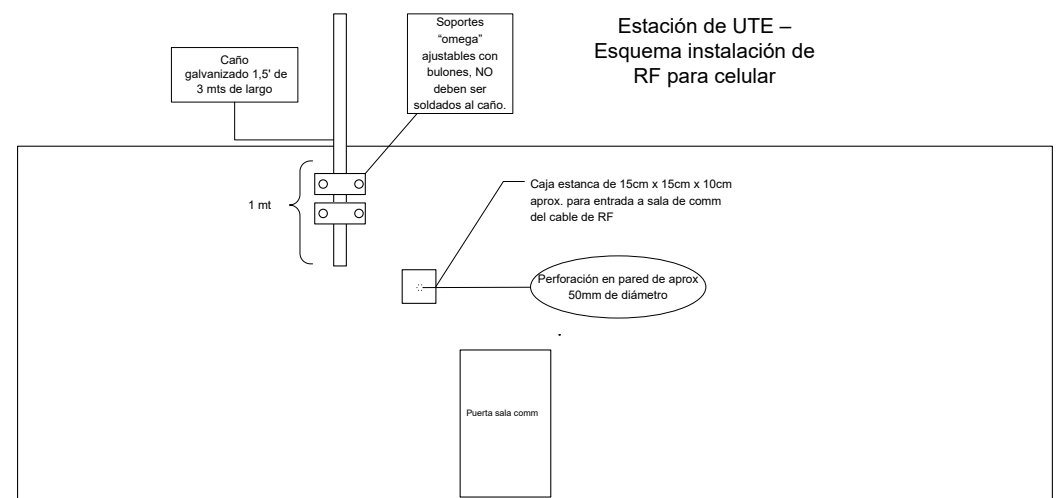 Estación de UTE –
Esquema instalación de
RF para celular
Soportes
“omega”
ajustables con
bulones, NO
deben ser
soldados al caño.
Caño
galvanizado 1,5' de
3 mts de largo
1 mt
Caja estanca de 15cm x 15cm x 10cm
aprox. para entrada a sala de comm
del cable de RF
Perforación en pared de aprox
50mm de diámetro
Puerta sala comm